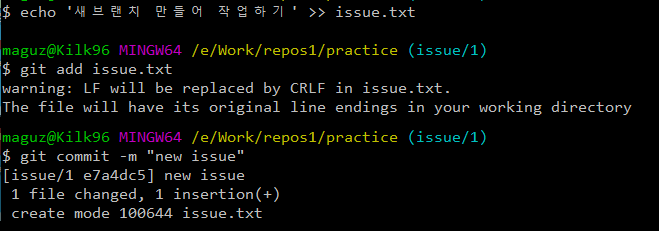 $ echo '새브랜치 만들어 작업하기' >> issue.txt
maguz@Kilk96 MINGW64 /e/Work/repos1/practice (issue/1)
$ git add issue.txt
warning: LF will be replaced by CRLF in issue.txt.
The file will have its original line endings in your working directory
maguz@Kilk96 MINGW64 /e/Work/repos1/practice (issue/1)
$ git commit -m "new issue"
[issue/1 e7a4dc5] new issue
 1 file changed, 1 insertion(+)
 create mode 100644 issue.txt